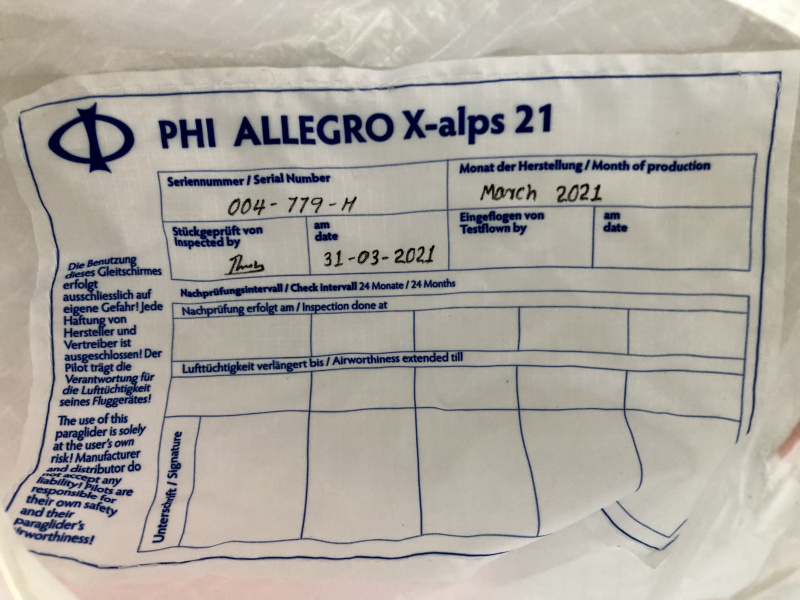 PHI ALLEGRO X-alps 21
Seriennummer / Serial Number
004-779-M
Monat der Herstellung / Month of production
March 2021
Stückgeprüft von
Inspected by
am
date
31-03-2021
Eingeflogen von
Testflown by
am
date
Nachprüfungsintervall / Check intervall 24 Monate / 24 Months
Nachprüfung erfolgt am / Inspection done at
Lufttüchtigkeit verlängert bis / Airworthiness extended till
Unterschrift / Signature
Die Benutzung
dieses Gleitschirmes
erfolgt
ausschliesslich auf
eigene Gefahr! Jede
Haftung von
Hersteller und
Vertreiber ist
ausgeschlossen! Der
Pilot trägt die
Verantwortung für
die Lufttüchtigkeit
seines Fluggerätes!
The use of this
paraglider is solely
at the user's own
risk! Manufacturer
and distributor do
not accept any
liability! Pilots are
responsible for
their own safety
and their
paraglider's
irworthiness!